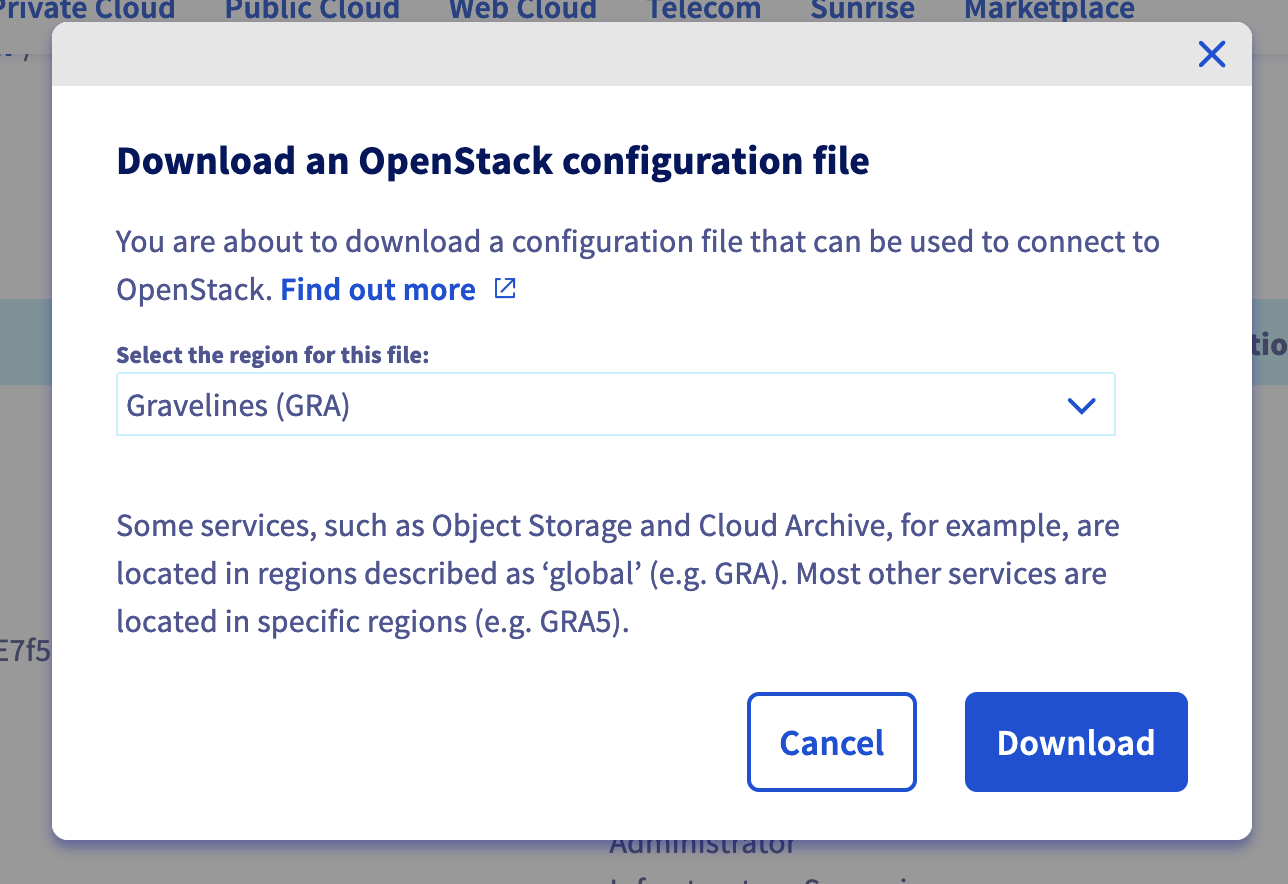 Private Cloud Public Cloud Web Cloud Telecom Sunrise Marketplace
Download an OpenStack configuration file
You are about to download a configuration file that can be used to connect to
OpenStack. Find out more
Select the region for this file:
Gravelines (GRA)
Some services, such as Object Storage and Cloud Archive, for example, are
located in regions described as ‘global’ (e.g. GRA). Most other services are
located in specific regions (e.g. GRA5).
E7f5
Cancel Download
Administrator